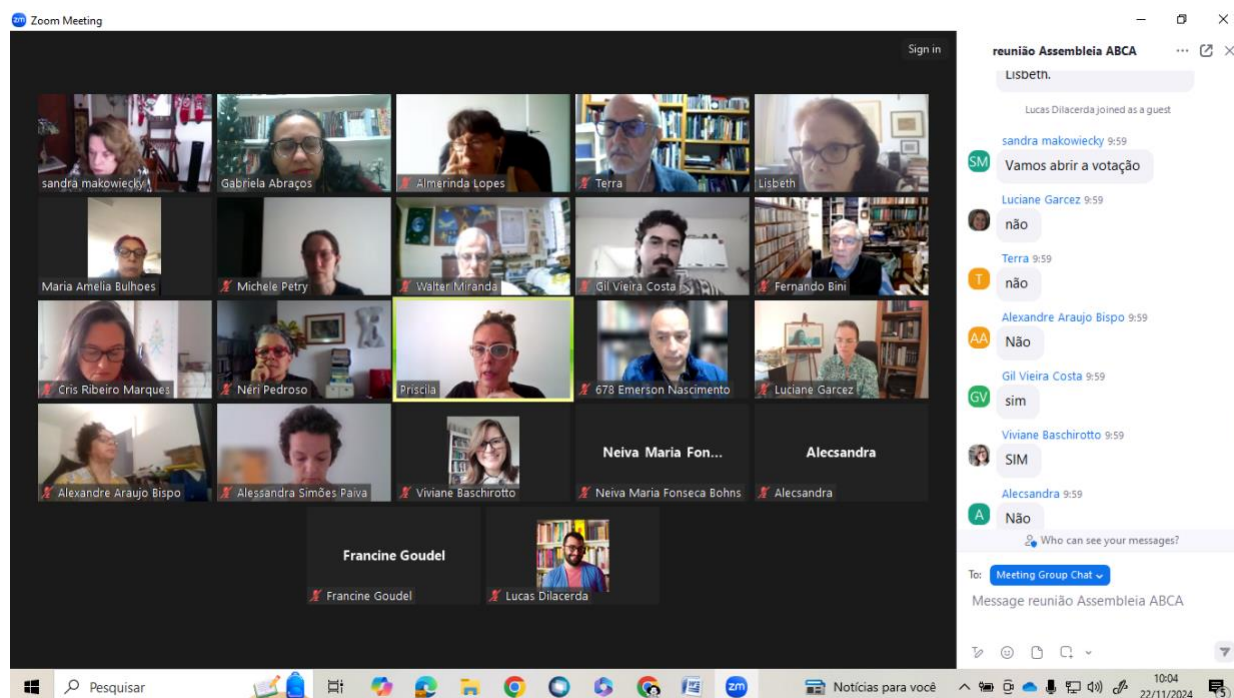 zm Zoom Meeting
Sign in
sandra makowiecky
Gabriela Abraços
Almerinda Lopes
Terra
Lisbeth
Maria Amelia Bulhoes
Michele Petry
Walter Miranda
Gil Vieira Costa
Fernando Bini
Cris Ribeiro Marques
Néri Pedroso
Priscila
678 Emerson Nascimento
Luciane Garcez
Alexandre Araujo Bispo
Alessandra Simões Paiva
Viviane Baschirotto
Neiva Maria Fon...
Neiva Maria Fonseca Bohns
Alecsandra
Alecsandra
Francine Goudel
Francine Goudel
Lucas Dilacerda
reunião Assembleia ABCA
Lisbeth.
Lucas Dilacerda joined as a guest
sandra makowiecky 9:59
SM
Vamos abrir a votação
Luciane Garcez 9:59
não
Terra 9:59
T
não
Alexandre Araujo Bispo 9:59
AA
Não
Gil Vieira Costa 9:59
GV
sim
Viviane Baschirotto 9:59
SIM
Alecsandra 9:59
A
Não
Who can see your messages?
To: Meeting Group Chat
Message reunião Assembleia ABCA
Pesquisar
zm
Notícias para você
10:04
22/11/2024
5